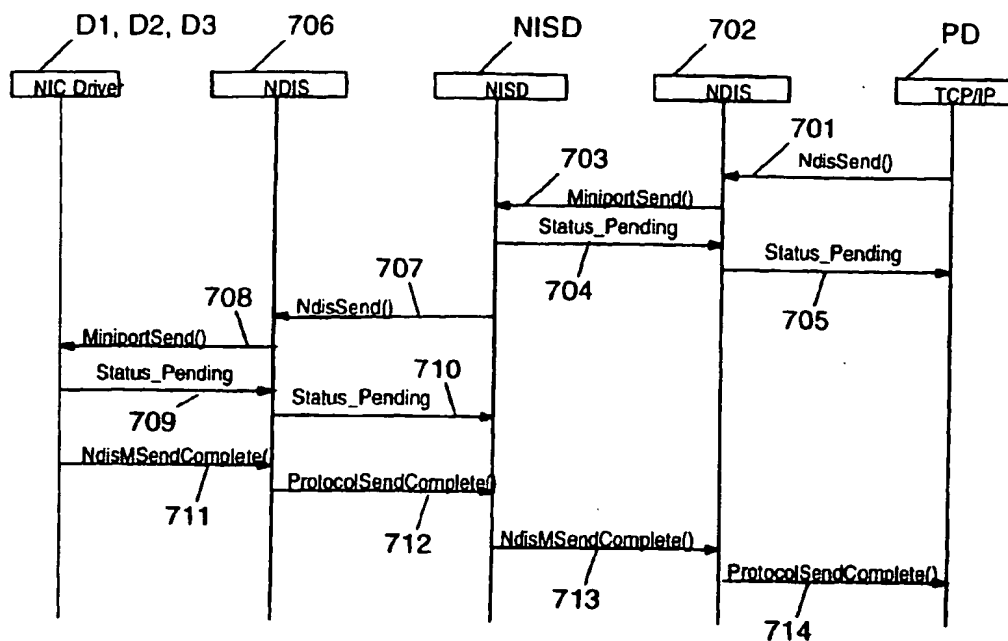 D1, D2, D3
706
NISD
702
PD
NIC Driver
NDIS
NISD
NDIS
TCP/IP
701
NdisSend()
703
MiniportSend()
Status_Pending
704
Status_Pending
705
707
NdisSend()
708
MiniportSend()
Status_Pending
709
710
Status_Pending
NdisMSendComplete(
711
ProtocolSendComplete()
712
NdisMSendComplete()
713
ProtocolSendComplete()
714